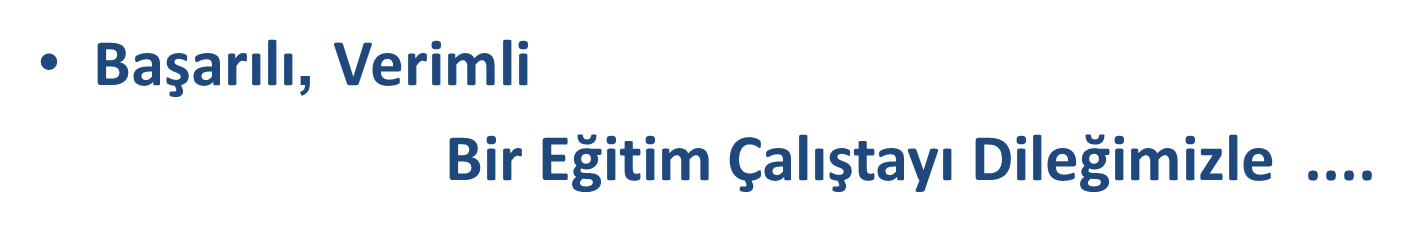 • Başarılı, Verimli
Bir Eğitim Çalıştayı Dileğimizle ....